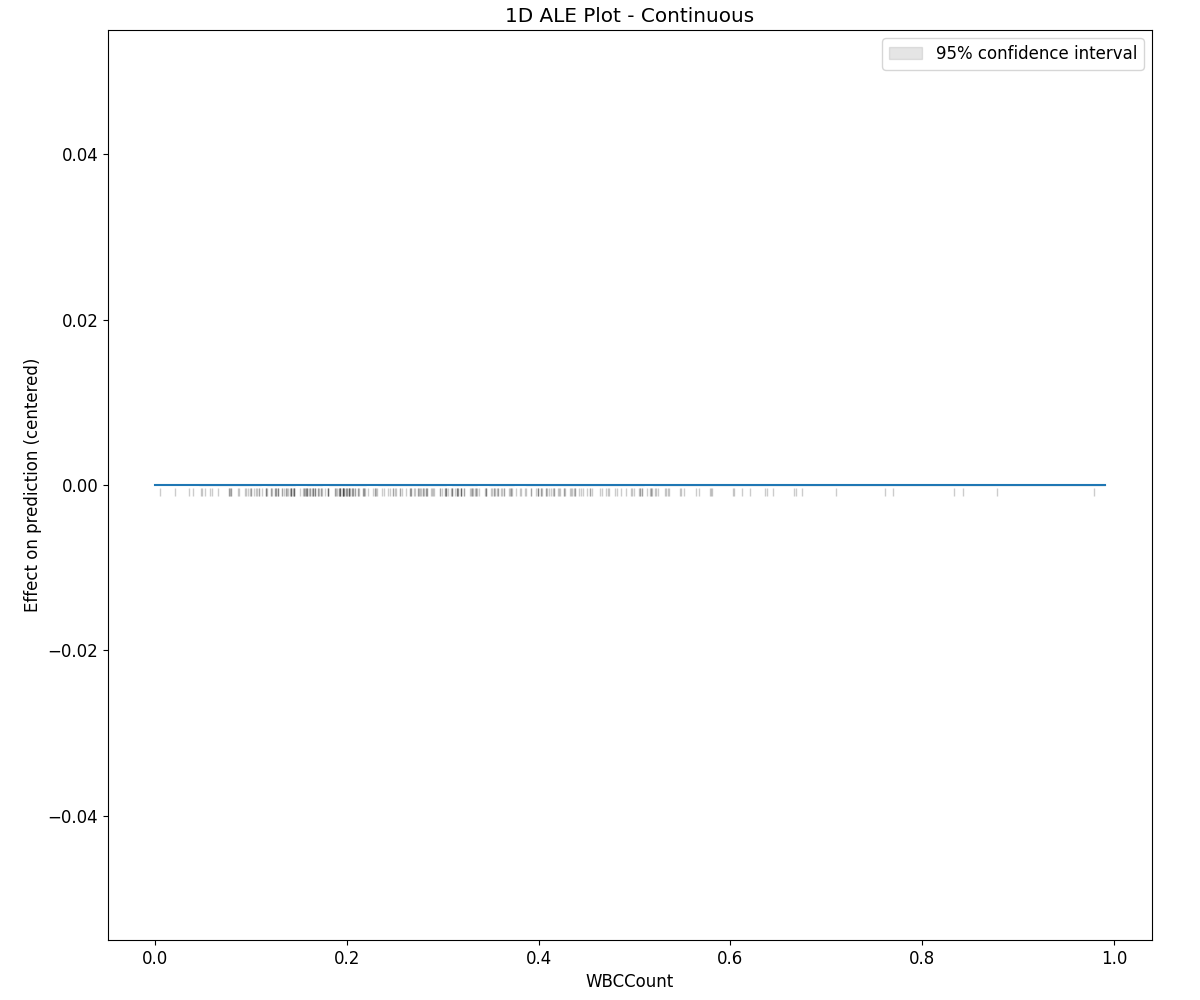 1D ALE Plot - Continuous
95% confidence interval
0.04
0.02
0.00
−0.02
−0.04
Effect on prediction (centered)
0.0 0.2 0.4 0.6 0.8 1.0
WBCCount